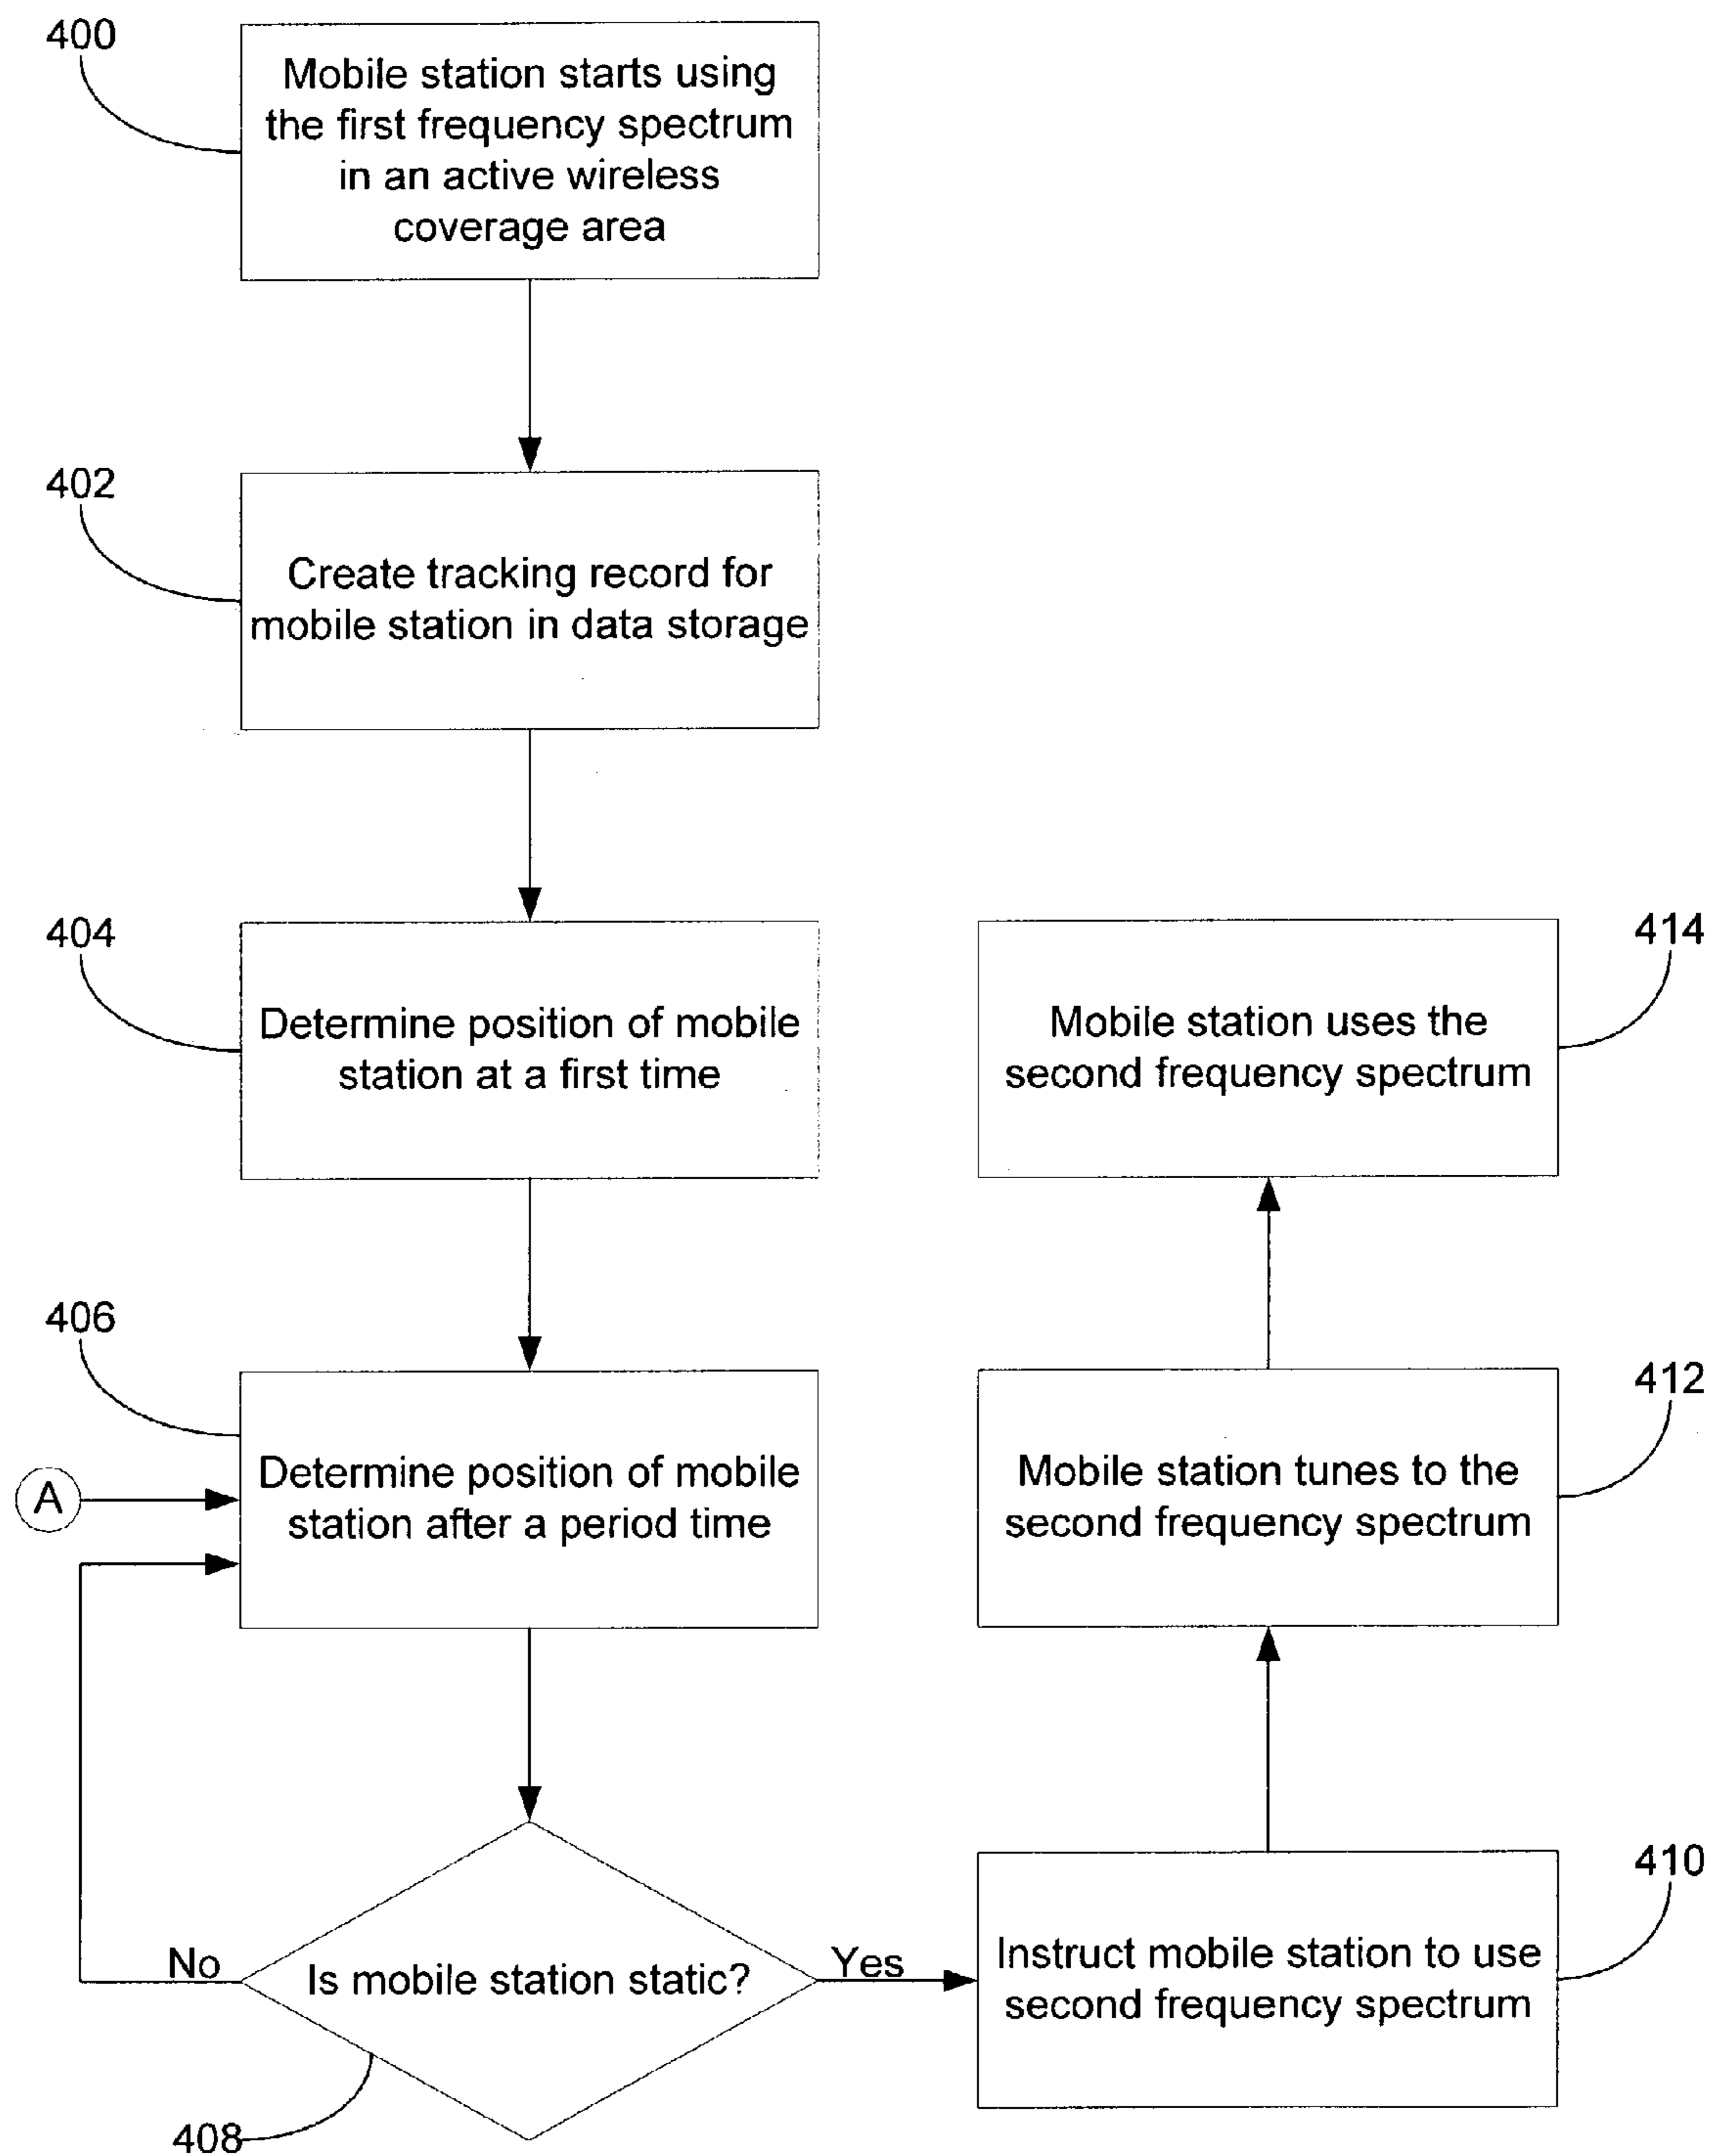 400
Mobile station starts using
the first frequency spectrum
in an active wireless
coverage area
402
Create tracking record for
mobile station in data storage
404
Determine position of mobile
station at a first time
406
A
Determine position of mobile
station after a period time
No
Is mobile station static?
Yes
408
410
Instruct mobile station to use
second frequency spectrum
412
Mobile station tunes to the
second frequency spectrum
414
Mobile station uses the
second frequency spectrum